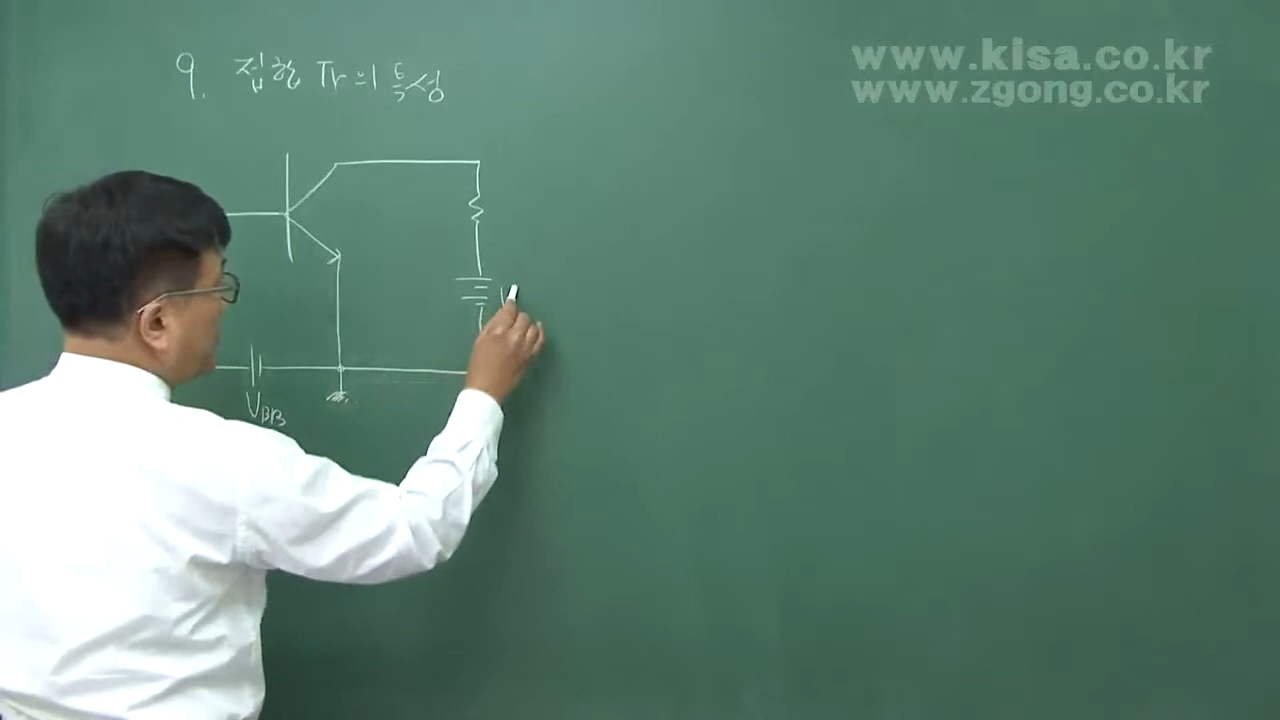 www.kisa.co.kr
www.zgong.co.kr
9. 접합 Tr의 특성
V
VBB